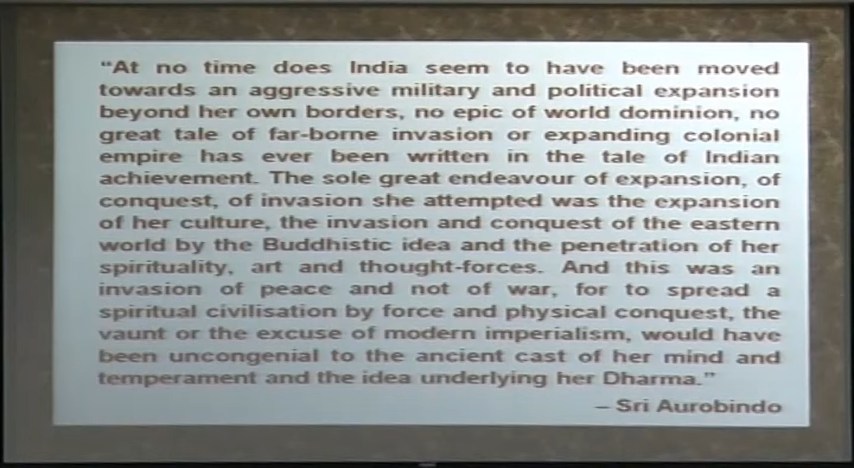 “At no time does India seem to have been moved
towards an aggressive military and political expansion
beyond her own borders, no epic of world dominion, no
great tale of far-borne invasion or expanding colonial
empire has ever been written in the tale of Indian
achievement. The sole great endeavour of expansion, of
conquest, of invasion she attempted was the expansion
of her culture, the invasion and conquest of the eastern
world by the Buddhistic idea and the penetration of her
spirituality, art and thought-forces. And this was an
invasion of peace and not of war, for to spread a
spiritual civilisation by force and physical conquest, the
vaunt or the excuse of modern imperialism, would have
been uncongenial to the ancient cast of her mind and
temperament and the idea underlying her Dharma.”
– Sri Aurobindo